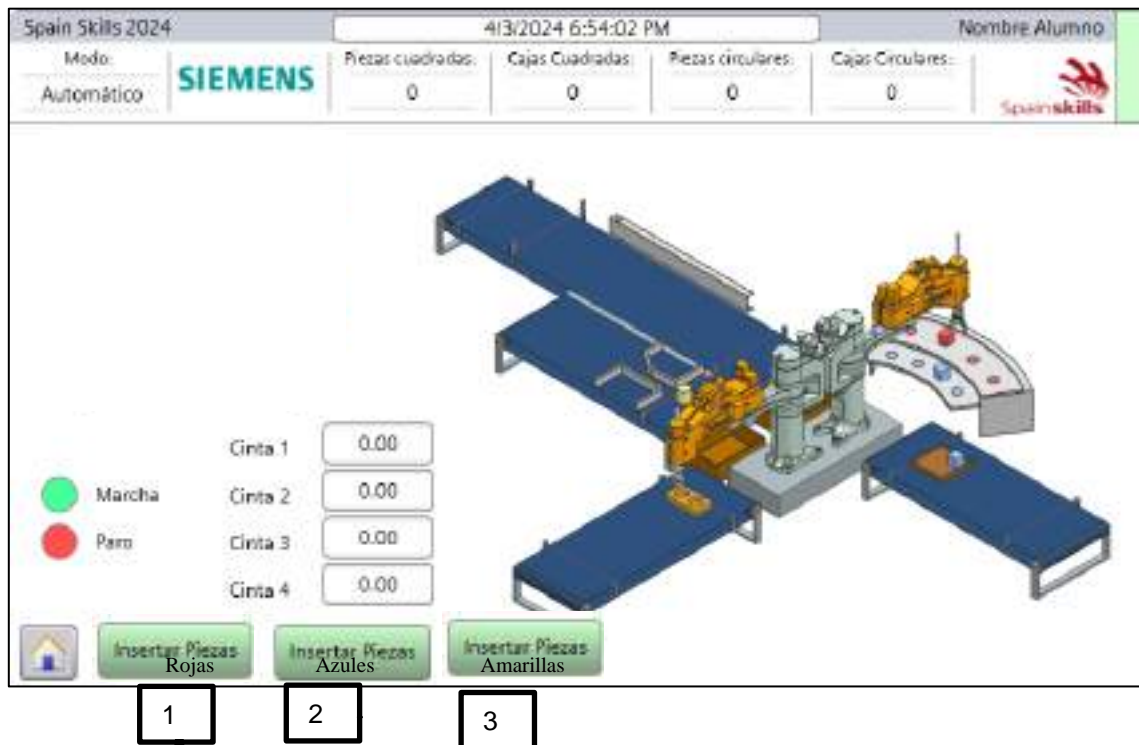 Spain Skills 2024
4/3/2024 6:54:02 PM
Nombre Alumno
Modo:
Automático
SIEMENS
Piezas cuadradas:
0
Cajas Cuadradas:
0
Piezas circulares:
0
Cajas Circulares:
0
Spainskills
Cinta 1
0.00
Marcha
Cinta 2
0.00
Paro
Cinta 3
0.00
Cinta 4
0.00
Insertar Piezas
Rojas
Insertar Piezas
Azules
Insertar Piezas
Amarillas
1
2
3